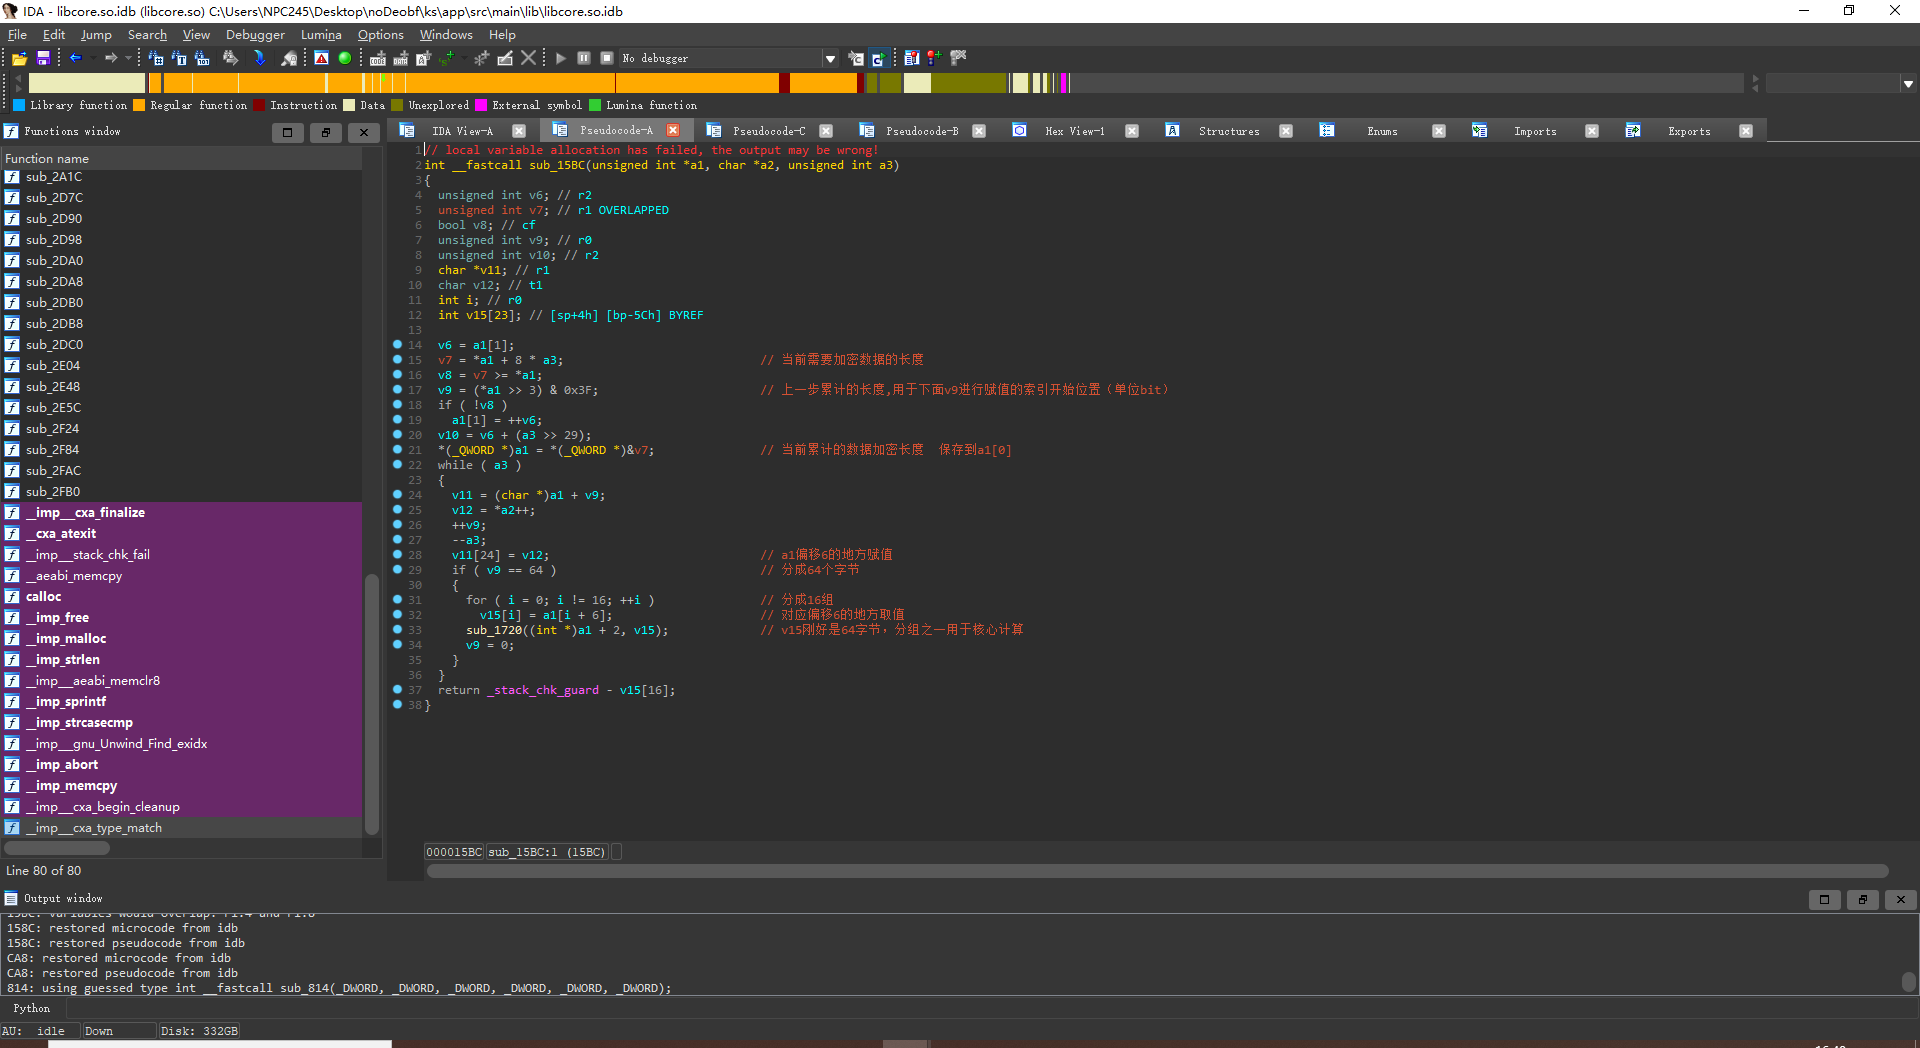 IDA - libcore.so.idb (libcore.so) C:\Users\NPC245\Desktop\noDeobf\ks\app\src\main\lib\libcore.so.idb
File Edit Jump Search View Debugger Lumina Options Windows Help
No debugger
Library function Regular function Instruction Data Unexplored External symbol Lumina function
Functions window
IDA View-A Pseudocode-A Pseudocode-C Pseudocode-B Hex View-1 Structures Enums Imports Exports
Function name
sub_2A1C
sub_2D7C
sub_2D90
sub_2D98
sub_2DA0
sub_2DA8
sub_2DB0
sub_2DB8
sub_2DC0
sub_2E04
sub_2E48
sub_2E5C
sub_2F24
sub_2F84
sub_2FAC
sub_2FB0
__imp___cxa_finalize
__cxa_atexit
__imp___stack_chk_fail
__aeabi_memcpy
calloc
__imp_free
__imp_malloc
__imp_strlen
__imp__aeabi_memclr8
__imp_sprintf
__imp_strcasecmp
__imp___gnu_Unwind_Find_exidx
__imp_abort
__imp_memcpy
__imp___cxa_begin_cleanup
__imp___cxa_type_match
Line 80 of 80
1 // local variable allocation has failed, the output may be wrong!
2 int __fastcall sub_15BC(unsigned int *a1, char *a2, unsigned int a3)
3 {
4 unsigned int v6; // r2
5 unsigned int v7; // r1 OVERLAPPED
6 bool v8; // cf
7 unsigned int v9; // r0
8 unsigned int v10; // r2
9 char *v11; // r1
10 char v12; // t1
11 int i; // r0
12 int v15[23]; // [sp+4h] [bp-5Ch] BYREF
13
14 v6 = a1[1];
15 v7 = *a1 + 8 * a3; // 当前需要加密数据的长度
16 v8 = v7 >= *a1;
17 v9 = (*a1 >> 3) & 0x3F; // 上一步累计的长度,用于下面v9进行赋值的索引开始位置（单位bit）
18 if ( !v8 )
19 a1[1] = ++v6;
20 v10 = v6 + (a3 >> 29);
21 *(_QWORD *)a1 = *(_QWORD *)&v7; // 当前累计的数据加密长度 保存到a1[0]
22 while ( a3 )
23 {
24 v11 = (char *)a1 + v9;
25 v12 = *a2++;
26 ++v9;
27 --a3;
28 v11[24] = v12; // a1偏移6的地方赋值
29 if ( v9 == 64 ) // 分成64个字节
30 {
31 for ( i = 0; i != 16; ++i ) // 分成16组
32 v15[i] = a1[i + 6]; // 对应偏移6的地方取值
33 sub_1720((int *)a1 + 2, v15); // v15刚好是64字节，分组之一用于核心计算
34 v9 = 0;
35 }
36 }
37 return _stack_chk_guard - v15[16];
38 }
000015BC sub_15BC:1 (15BC)
Output window
15BC: variables would overlap: r1.4 and r1.8
158C: restored microcode from idb
158C: restored pseudocode from idb
CA8: restored microcode from idb
CA8: restored pseudocode from idb
814: using guessed type int __fastcall sub_814(_DWORD, _DWORD, _DWORD, _DWORD, _DWORD, _DWORD);
Python
AU: idle Down Disk: 332GB